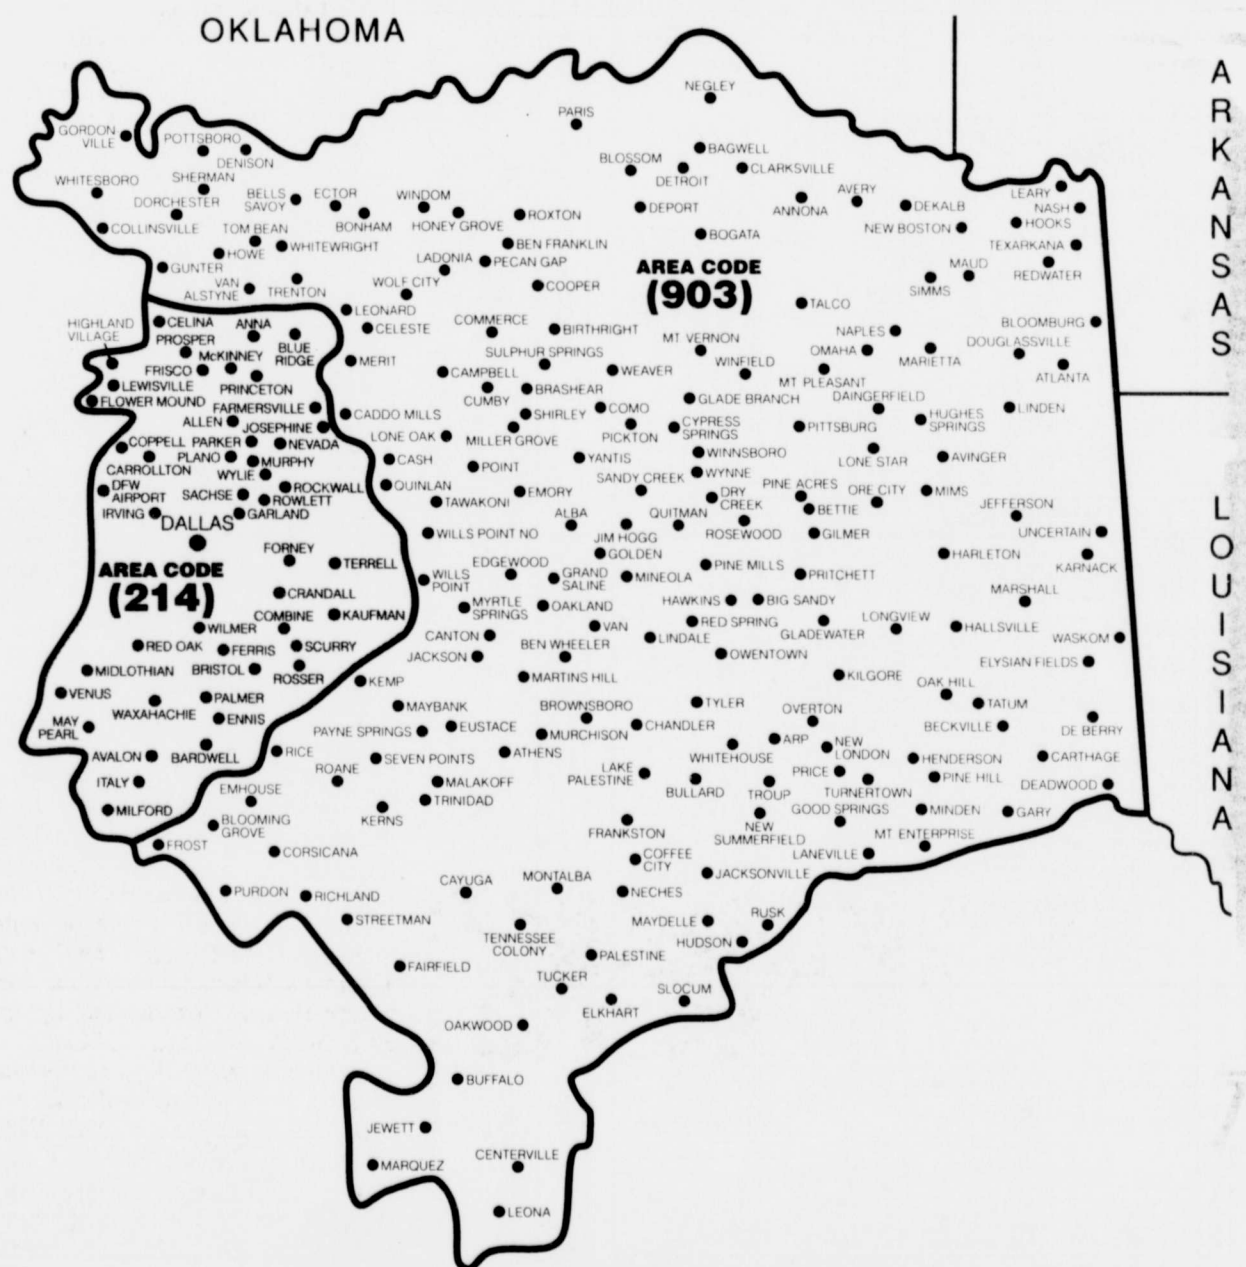 OKLAHOMA
ARKANSAS
LOUISIANA
NEGLEY
PARIS
GORDON
VILLE
POTTSBORO
DENISON
BAGWELL
BLOSSOM
DETROIT
CLARKSVILLE
WHITESBORO
SHERMAN
DORCHESTER
BELLS
SAVOY
ECTOR
BONHAM
WINDOM
HONEY GROVE
ROXTON
DEPORT
ANNONA
AVERY
DEKALB
LEARY
NASH
HOOKS
NEW BOSTON
COLLINSVILLE
TOM BEAN
WHITEWRIGHT
HOWE
BEN FRANKLIN
BOGATA
TEXARKANA
REDWATER
GUNTER
VAN
ALSTYNE
TRENTON
LADONIA
PECAN GAP
WOLF CITY
COOPER
AREA CODE
(903)
MAUD
SIMMS
TALCO
LEONARD
CELESTE
COMMERCE
BIRTHRIGHT
NAPLES
BLOOMBURG
HIGHLAND
VILLAGE
CELINA
ANNA
PROSPER
BLUE
RIDGE
McKINNEY
FRISCO
PRINCETON
LEWISVILLE
FLOWER MOUND
FARMERSVILLE
ALLEN
JOSEPHINE
MERIT
SULPHUR SPRINGS
MT VERNON
WINFIELD
OMAHA
MARIETTA
DOUGLASSVILLE
ATLANTA
CAMPBELL
CUMBY
BRASHEAR
WEAVER
MT PLEASANT
DAINGERFIELD
GLADE BRANCH
CADDO MILLS
SHIRLEY
COMO
PICKTON
CYPRESS
SPRINGS
PITTSBURG
HUGHES
SPRINGS
LINDEN
COPPELL
PARKER
NEVADA
LONE OAK
MILLER GROVE
CARROLLTON
PLANO
MURPHY
CASH
POINT
YANTIS
WINNSBORO
LONE STAR
AVINGER
WYLIE
DFW
AIRPORT
SACHSE
ROCKWALL
ROWLETT
QUINLAN
SANDY CREEK
WYNNE
DRY
CREEK
PINE ACRES
ORE CITY
MIMS
IRVING
GARLAND
TAWAKONI
EMORY
BETTIE
JEFFERSON
DALLAS
ALBA
QUITMAN
JIM HOGG
ROSEWOOD
GILMER
UNCERTAIN
WILLS POINT NO
GOLDEN
FORNEY
TERRELL
EDGEWOOD
GRAND
SALINE
MINEOLA
PINE MILLS
PRITCHETT
HARLETON
KARNACK
AREA CODE
(214)
WILLS
POINT
CRANDALL
MYRTLE
SPRINGS
OAKLAND
HAWKINS
BIG SANDY
MARSHALL
COMBINE
KAUFMAN
WILMER
CANTON
VAN
RED SPRING
GLADEWATER
LONGVIEW
HALLSVILLE
WASKOM
RED OAK
FERRIS
SCURRY
JACKSON
BEN WHEELER
LINDALE
OWENTOWN
ELYSIAN FIELDS
MIDLOTHIAN
BRISTOL
ROSSER
KEMP
MARTINS HILL
KILGORE
VENUS
PALMER
WAXAHACHIE
ENNIS
MAYBANK
BROWNSBORO
TYLER
OAK HILL
TATUM
MAY
PEARL
PAYNE SPRINGS
EUSTACE
MURCHISON
CHANDLER
OVERTON
BECKVILLE
DE BERRY
AVALON
BARDWELL
RICE
SEVEN POINTS
ATHENS
WHITEHOUSE
ARP
NEW
LONDON
HENDERSON
CARTHAGE
ITALY
ROANE
MALAKOFF
LAKE
PALESTINE
BULLARD
TROUP
PRICE
TURNERTOWN
PINE HILL
DEADWOOD
MILFORD
EMHOUSE
KERNS
TRINIDAD
GOOD SPRINGS
MINDEN
GARY
BLOOMING
GROVE
FRANKSTON
NEW
SUMMERFIELD
MT ENTERPRISE
FROST
CORSICANA
COFFEE
CITY
LANEVILLE
JACKSONVILLE
PURDON
RICHLAND
CAYUGA
MONTALBA
NECHES
STREETMAN
TENNESSEE
COLONY
MAYDELLE
RUSK
HUDSON
FAIRFIELD
PALESTINE
TUCKER
ELKHART
SLOCUM
OAKWOOD
BUFFALO
JEWETT
MARQUEZ
CENTERVILLE
LEONA